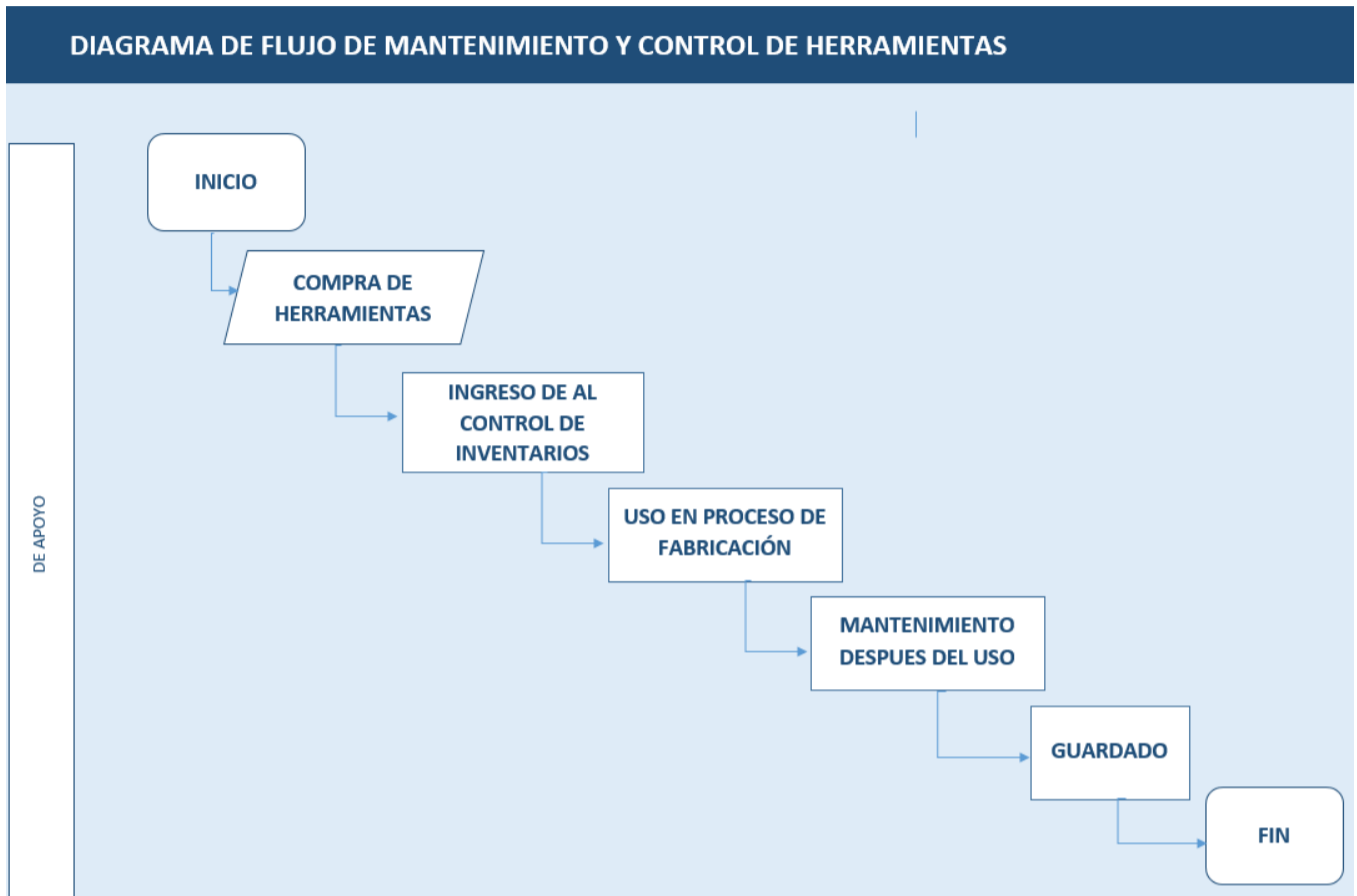 DIAGRAMA DE FLUJO DE MANTENIMIENTO Y CONTROL DE HERRAMIENTAS
DE APOYO
INICIO
COMPRA DE
HERRAMIENTAS
INGRESO DE AL
CONTROL DE
INVENTARIOS
USO EN PROCESO DE
FABRICACIÓN
MANTENIMIENTO
DESPUES DEL USO
GUARDADO
FIN